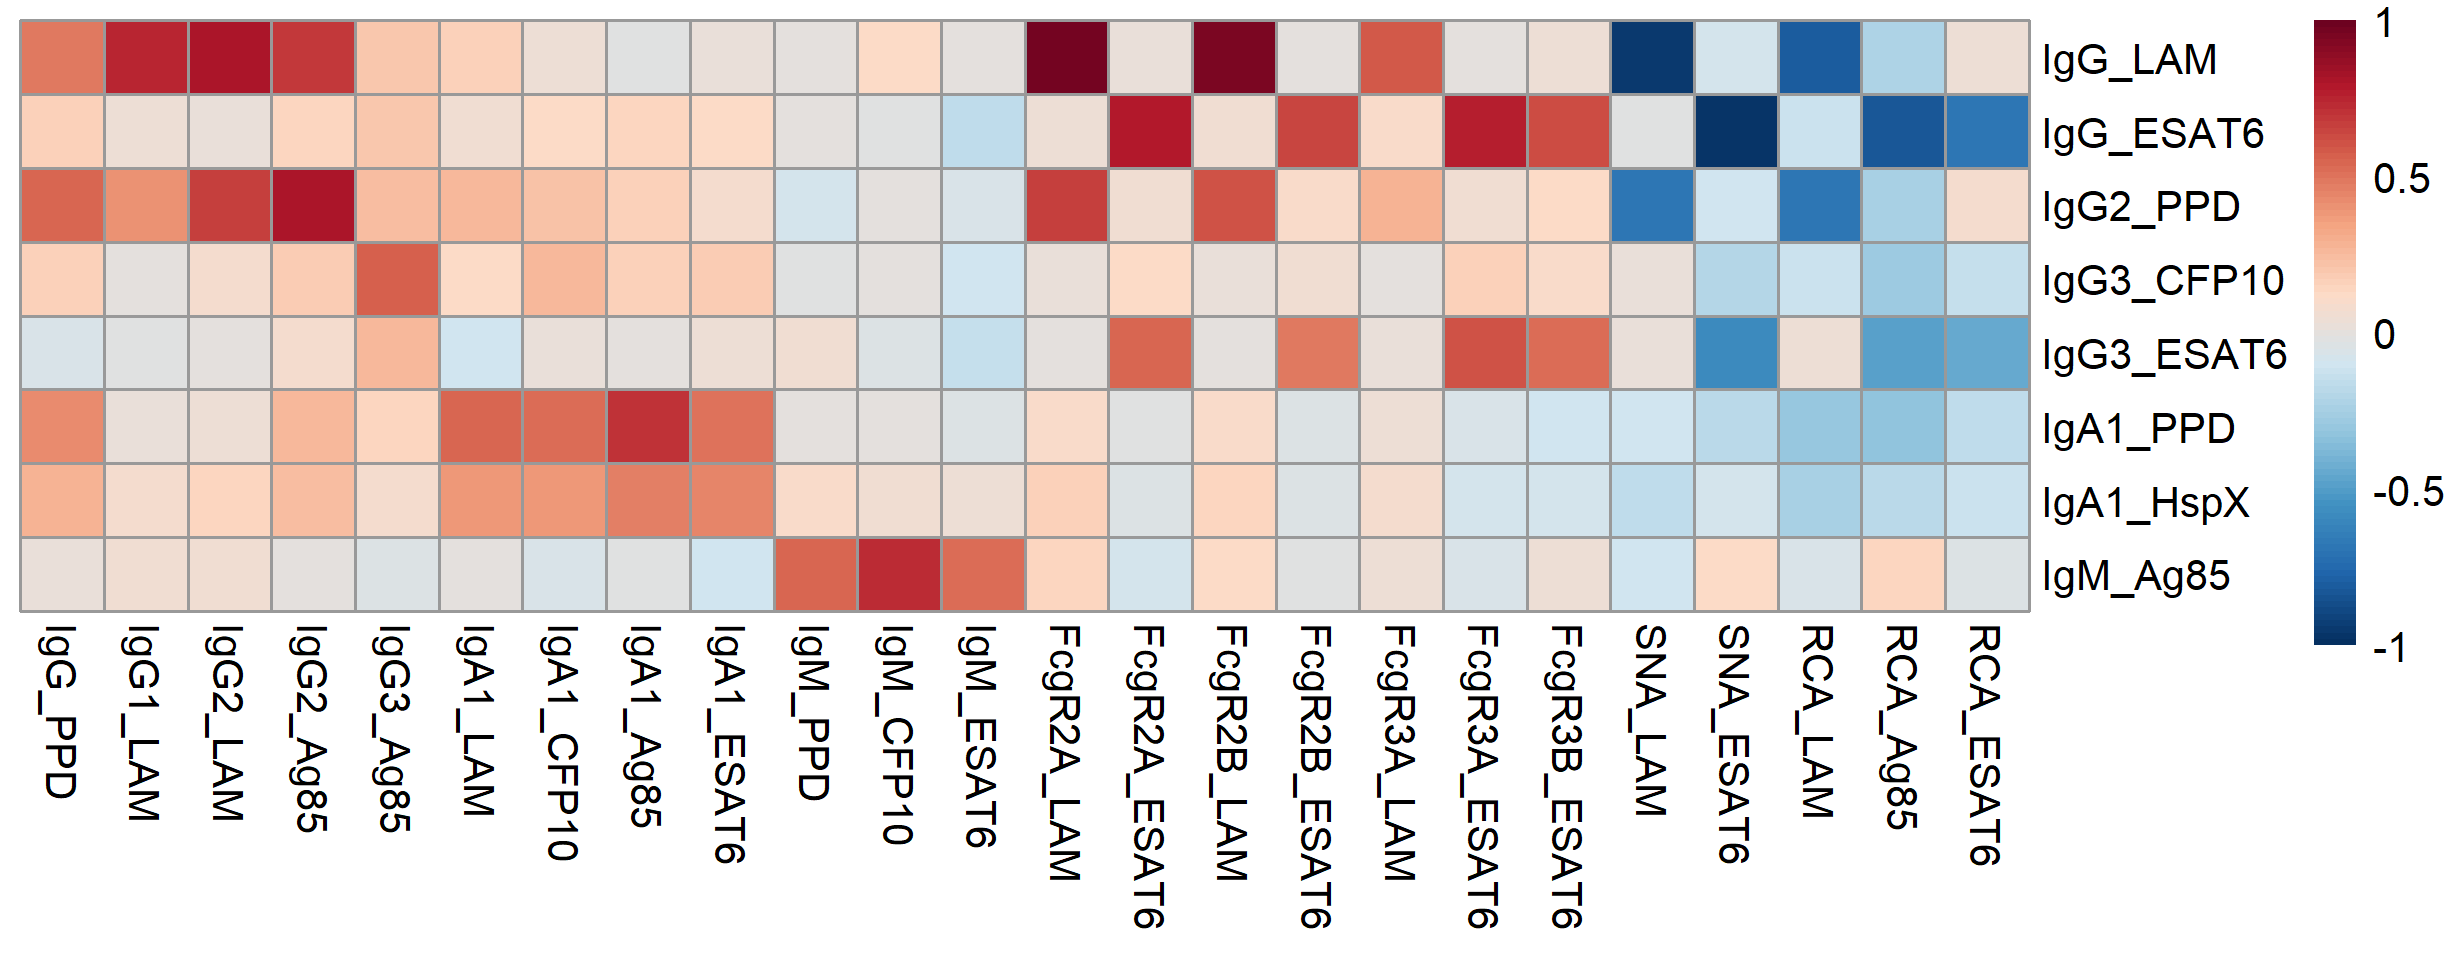 IgG_LAM
IgG_ESAT6
IgG2_PPD
IgG3_CFP10
IgG3_ESAT6
IgA1_PPD
IgA1_HspX
IgM_Ag85
1
0.5
0
-0.5
-1
IgG_PPD
IgG1_LAM
IgG2_LAM
IgG2_Ag85
IgG3_Ag85
IgA1_LAM
IgA1_CFP10
IgA1_Ag85
IgA1_ESAT6
IgM_PPD
IgM_CFP10
IgM_ESAT6
FcgR2A_LAM
FcgR2A_ESAT6
FcgR2B_LAM
FcgR2B_ESAT6
FcgR3A_LAM
FcgR3A_ESAT6
FcgR3B_ESAT6
SNA_LAM
SNA_ESAT6
RCA_LAM
RCA_Ag85
RCA_ESAT6